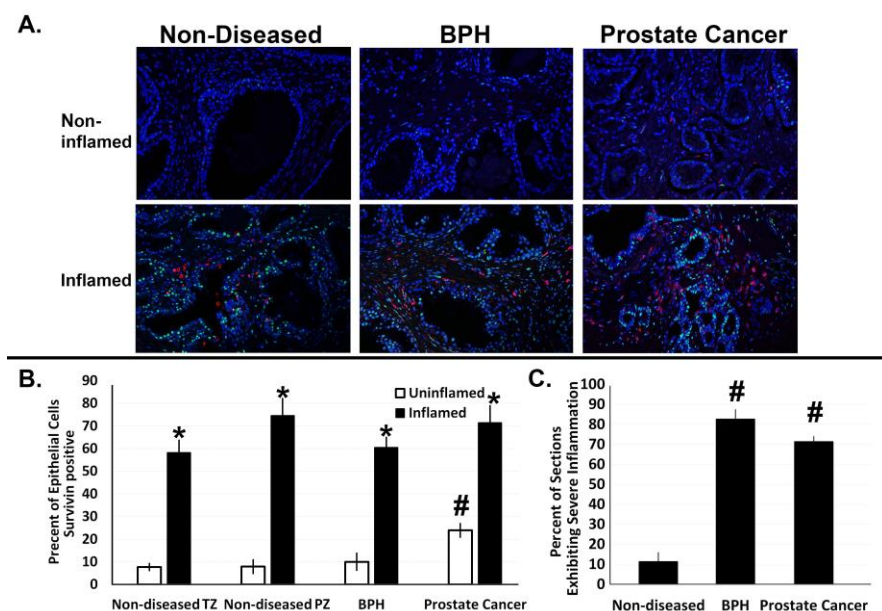 A.
Non-Diseased
BPH
Prostate Cancer
Non-
inflamed
Inflamed
B.
Precent of Epithelial Cells
Survivin positive
90
80
70
60
50
40
30
20
10
0
*
*
*
*
#
Uninflamed
Inflamed
Non-diseased TZ
Non-diseased PZ
BPH
Prostate Cancer
C.
Percent of Sections
Exhibiting Severe Inflammation
100
90
80
70
60
50
40
30
20
10
0
#
#
Non-diseased
BPH
Prostate Cancer